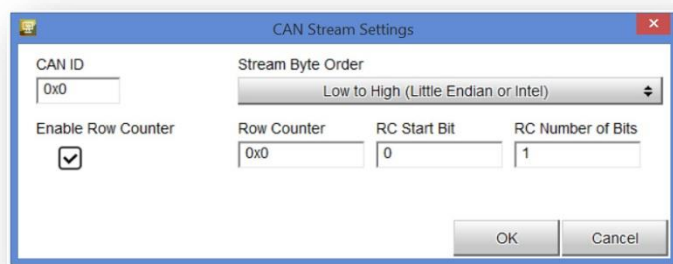 CAN Stream Settings
CAN ID
Stream Byte Order
0x0
Low to High (Little Endian or Intel)
Enable Row Counter
Row Counter
RC Start Bit
RC Number of Bits
0x0
0
1
OK
Cancel